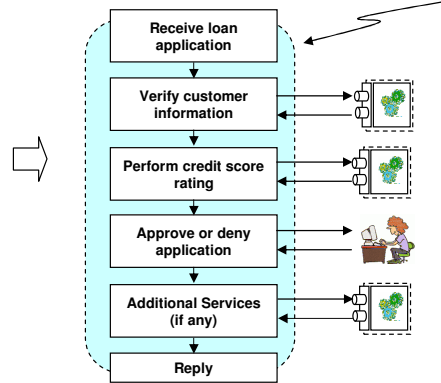 Receive loan
application
Verify customer
information
Perform credit score
rating
Approve or deny
application
Additional Services
(if any)
Reply